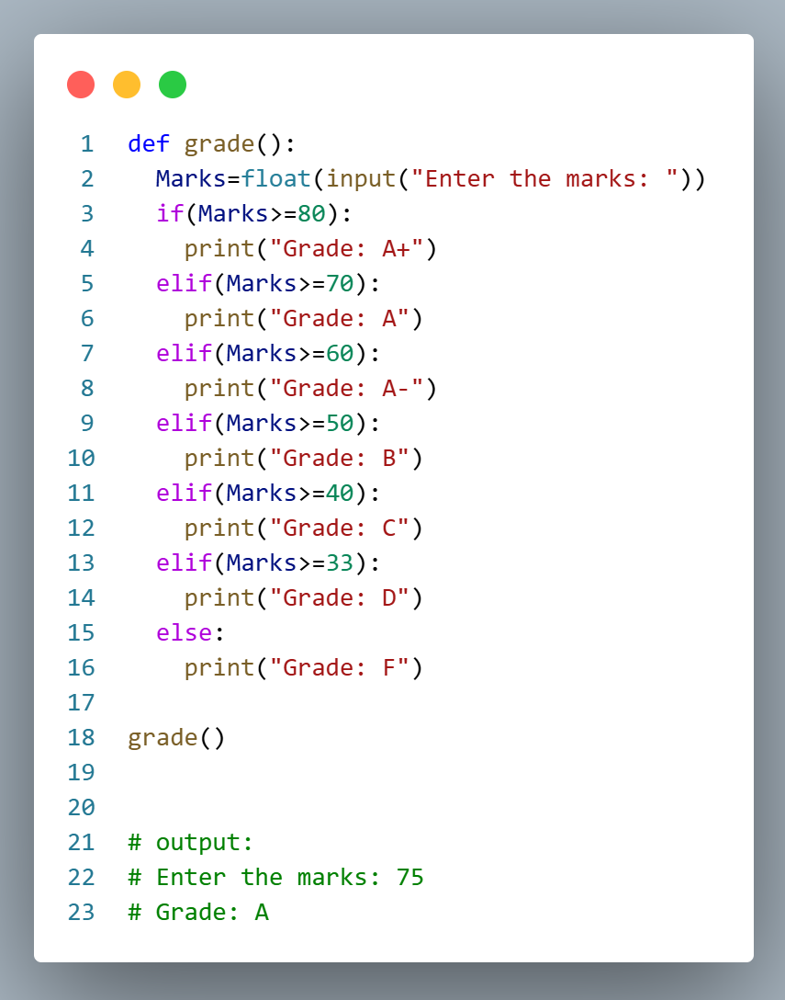 1 def grade():
2   Marks=float(input("Enter the marks: "))
3   if(Marks>=80):
4     print("Grade: A+")
5   elif(Marks>=70):
6     print("Grade: A")
7   elif(Marks>=60):
8     print("Grade: A-")
9   elif(Marks>=50):
10     print("Grade: B")
11   elif(Marks>=40):
12     print("Grade: C")
13   elif(Marks>=33):
14     print("Grade: D")
15   else:
16     print("Grade: F")
17
18 grade()
19
20
21 # output:
22 # Enter the marks: 75
23 # Grade: A